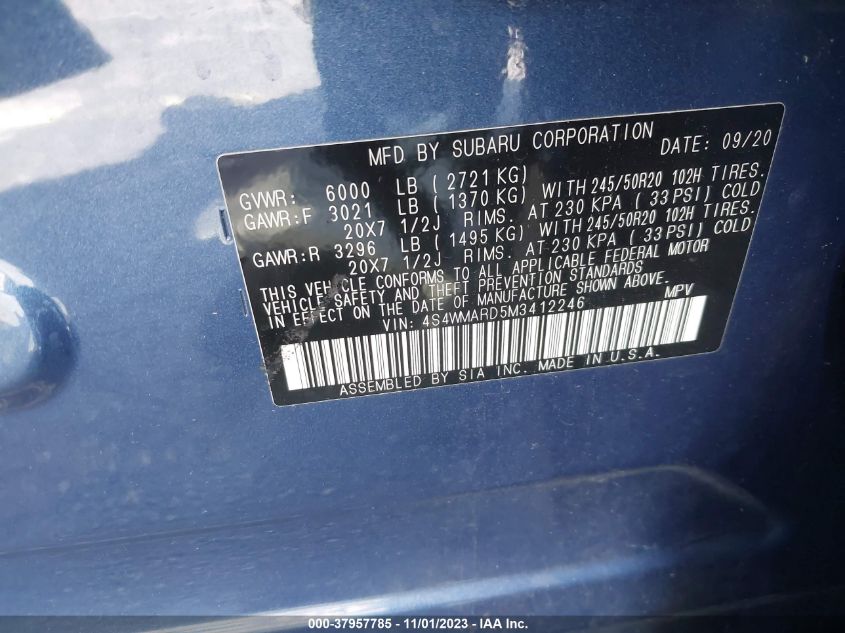 MFD BY SUBARU CORPORATION DATE: 09/20
GVWR: 6000 LB (2721 KG)
GAWR:F 3021 LB (1370 KG) WITH 245/50R20 102H TIRES.
20X7 1/2J RIMS. AT 230 KPA (33 PSI) COLD
GAWR:R 3296 LB (1495 KG) WITH 245/50R20 102H TIRES.
20X7 1/2J RIMS. AT 230 KPA (33 PSI) COLD
THIS VEHICLE CONFORMS TO ALL APPLICABLE FEDERAL MOTOR
VEHICLE SAFETY AND THEFT PREVENTION STANDARDS
IN EFFECT ON THE DATE OF MANUFACTURE SHOWN ABOVE.
VIN: 4S4WMARD5M3412246 MPV
ASSEMBLED BY SIA INC. MADE IN U.S.A.
000-37957785 - 11/01/2023 - IAAI.COM